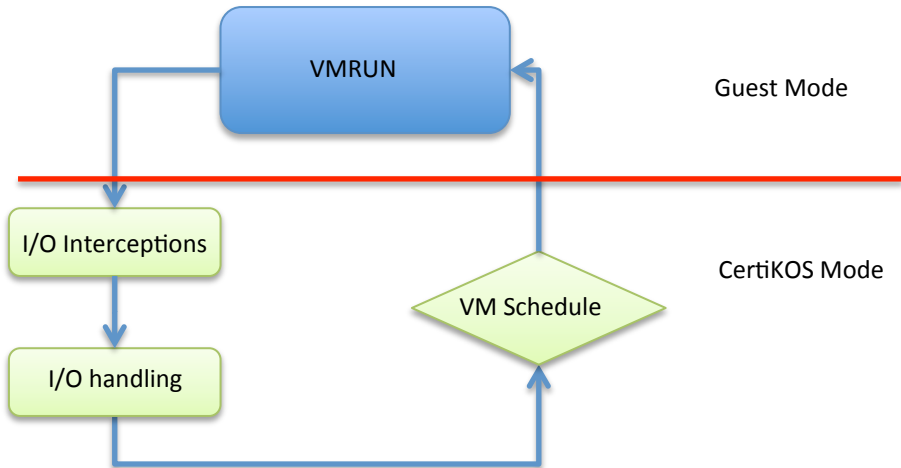 VMRUN
Guest Mode
I/O Interceptions
CertiKOS Mode
VM Schedule
I/O handling